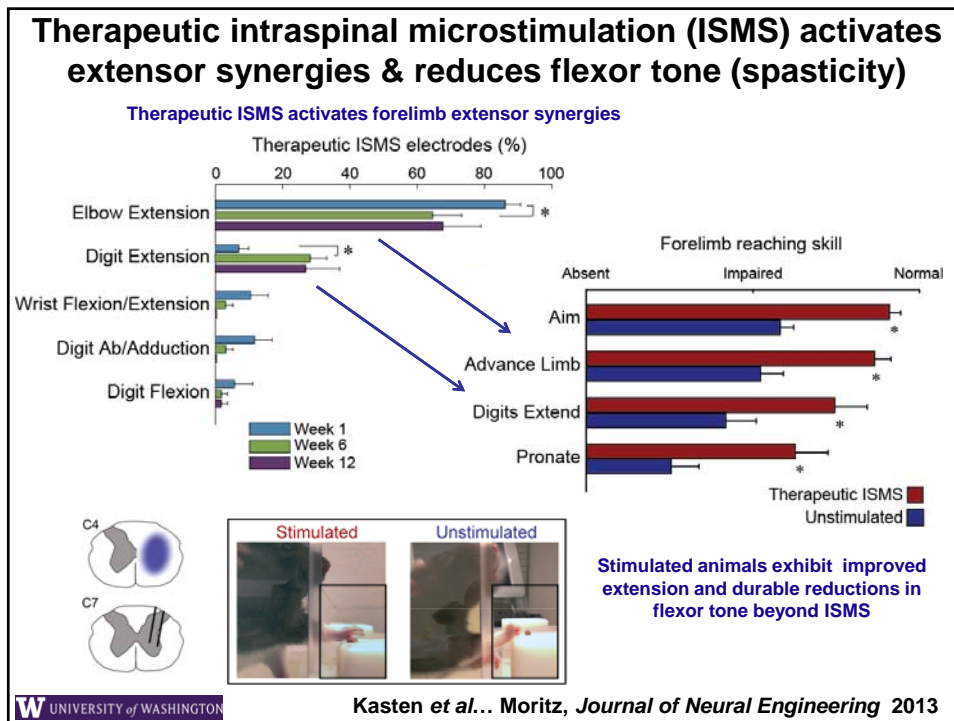 Therapeutic intraspinal microstimulation (ISMS) activates
extensor synergies & reduces flexor tone (spasticity)
Therapeutic ISMS activates forelimb extensor synergies
Therapeutic ISMS electrodes (%)
0 20 40 60 80 100
Elbow Extension
*
Digit Extension
*
Wrist Flexion/Extension
Digit Ab/Adduction
Digit Flexion
Week 1
Week 6
Week 12
Forelimb reaching skill
Absent Impaired Normal
Aim
*
Advance Limb
*
Digits Extend
*
Pronate
*
Therapeutic ISMS
Unstimulated
C4
C7
Stimulated Unstimulated
Stimulated animals exhibit improved
extension and durable reductions in
flexor tone beyond ISMS
W UNIVERSITY of WASHINGTON
Kasten et al... Moritz, Journal of Neural Engineering 2013